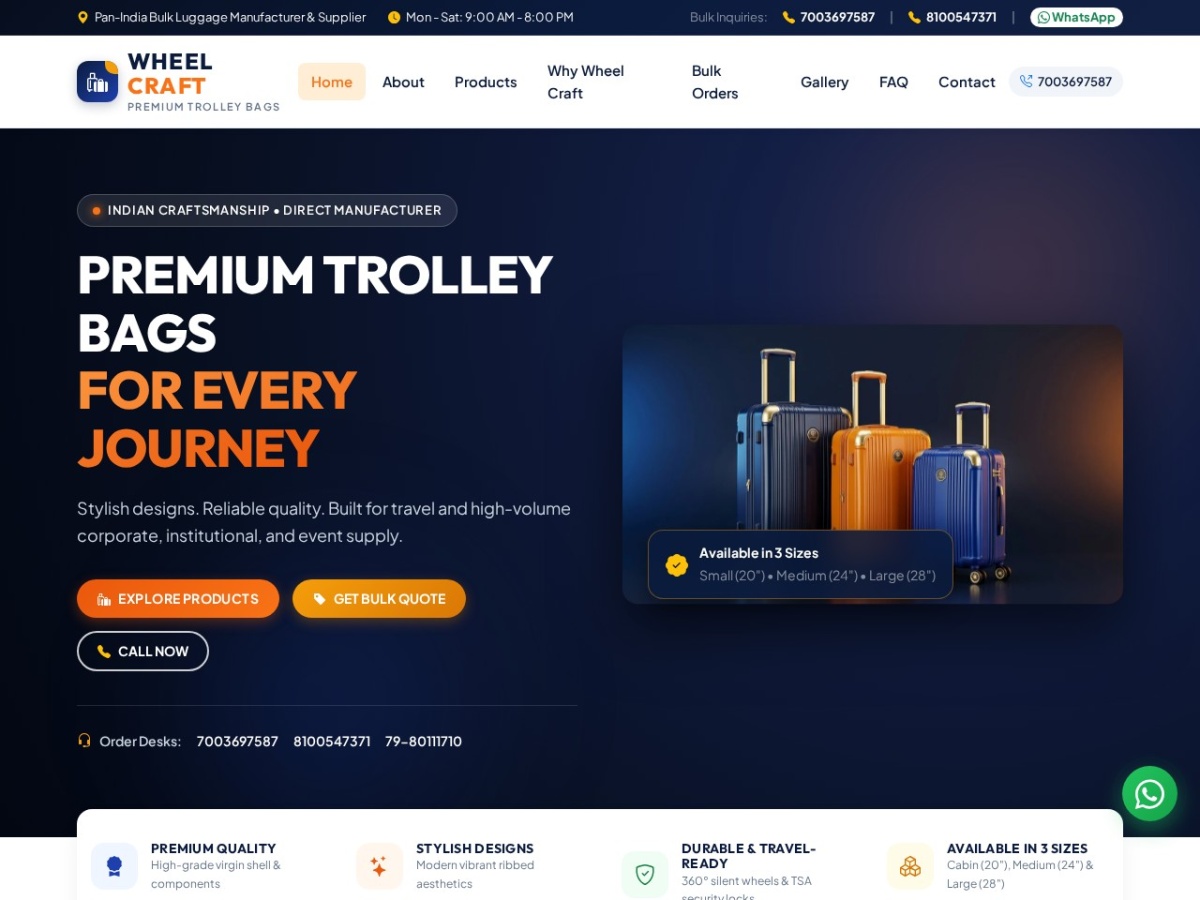 Pan-India Bulk Luggage Manufacturer & Supplier
Mon - Sat: 9:00 AM - 8:00 PM
Bulk Inquiries:
7003697587
|
8100547371
|
WhatsApp
WHEEL
CRAFT
PREMIUM TROLLEY BAGS
Home
About
Products
Why Wheel
Craft
Bulk
Orders
Gallery
FAQ
Contact
7003697587
INDIAN CRAFTSMANSHIP • DIRECT MANUFACTURER
PREMIUM TROLLEY
BAGS
FOR EVERY
JOURNEY
Stylish designs. Reliable quality. Built for travel and high-volume
corporate, institutional, and event supply.
EXPLORE PRODUCTS
GET BULK QUOTE
CALL NOW
Available in 3 Sizes
Small (20") • Medium (24") • Large (28")
Order Desks:
7003697587
8100547371
79-80111710
PREMIUM QUALITY
High-grade virgin shell &
components
STYLISH DESIGNS
Modern vibrant ribbed
aesthetics
DURABLE & TRAVEL-
READY
360° silent wheels & TSA
security locks
AVAILABLE IN 3 SIZES
Cabin (20"), Medium (24") &
Large (28")